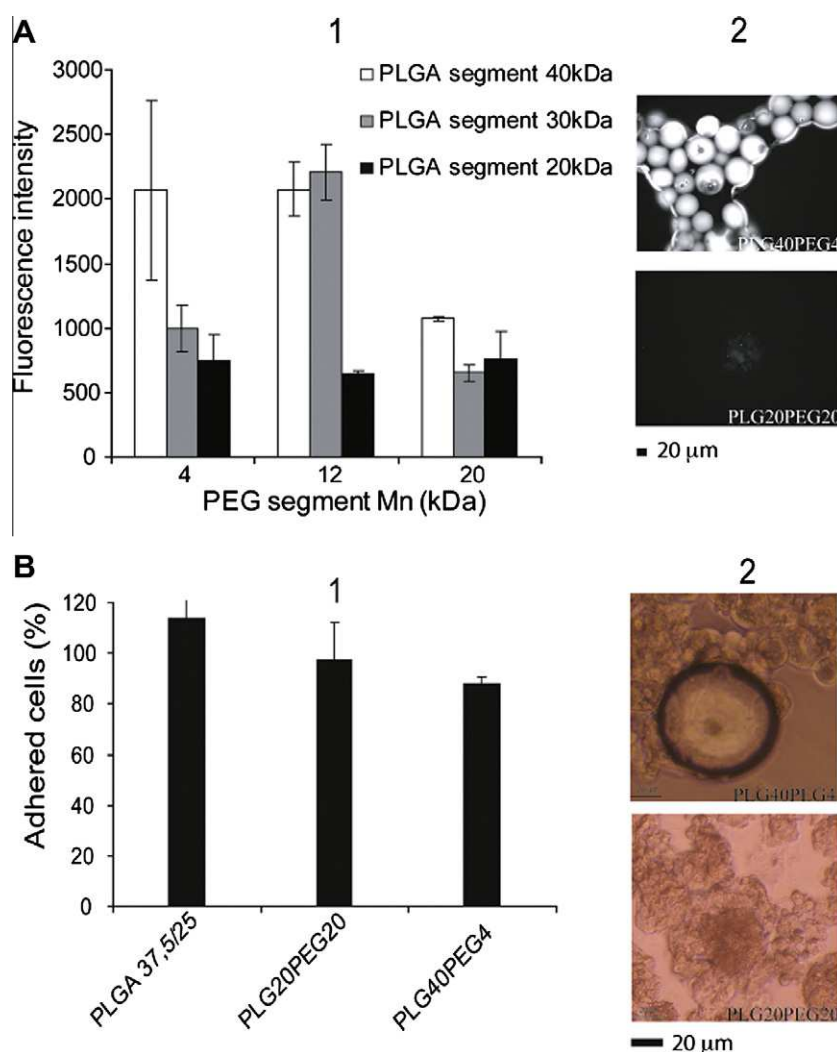 A
1
2
Fluorescence intensity
3000
2500
2000
1500
1000
500
0
PLGA segment 40kDa
PLGA segment 30kDa
PLGA segment 20kDa
4
12
20
PEG segment Mn (kDa)
PLG40PEG4
PLG20PEG20
20 μm
B
1
2
Adhered cells (%)
120
100
80
60
40
20
0
PLGA 37,5/25
PLG20PEG20
PLG40PEG4
PLG40PEG4
PLG20PEG20
20 μm